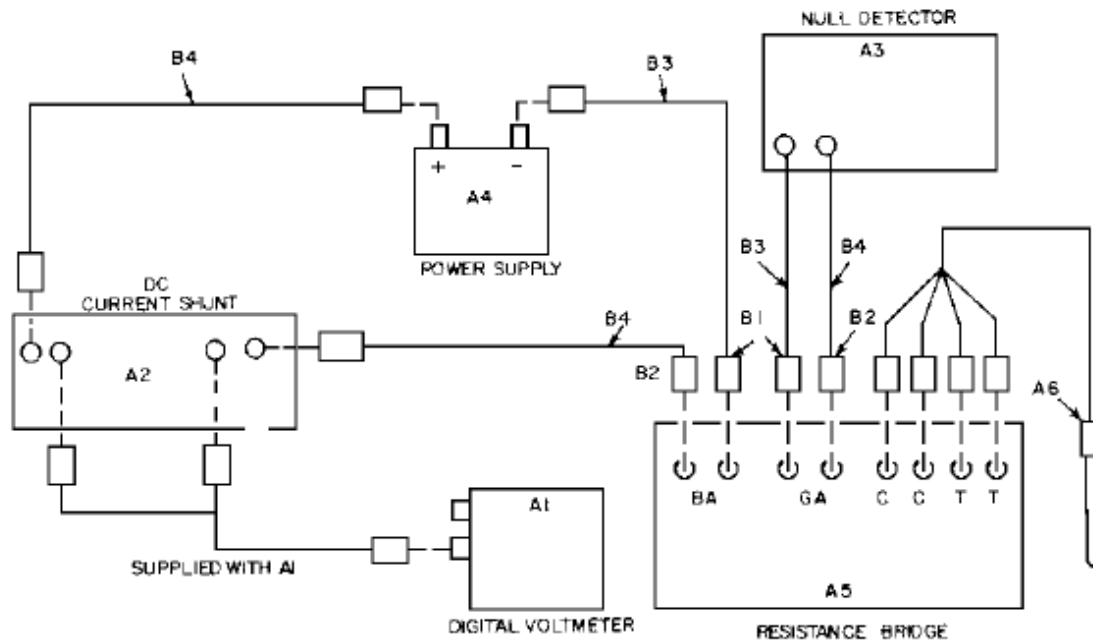 NULL DETECTOR
A3
B4
B3
+
-
A4
POWER SUPPLY
B3
B4
DC
CURRENT SHUNT
B4
B1
B2
A2
B2
A6
BA
GA
C
C
T
T
A1
SUPPLIED WITH A1
A5
DIGITAL VOLTMETER
RESISTANCE BRIDGE